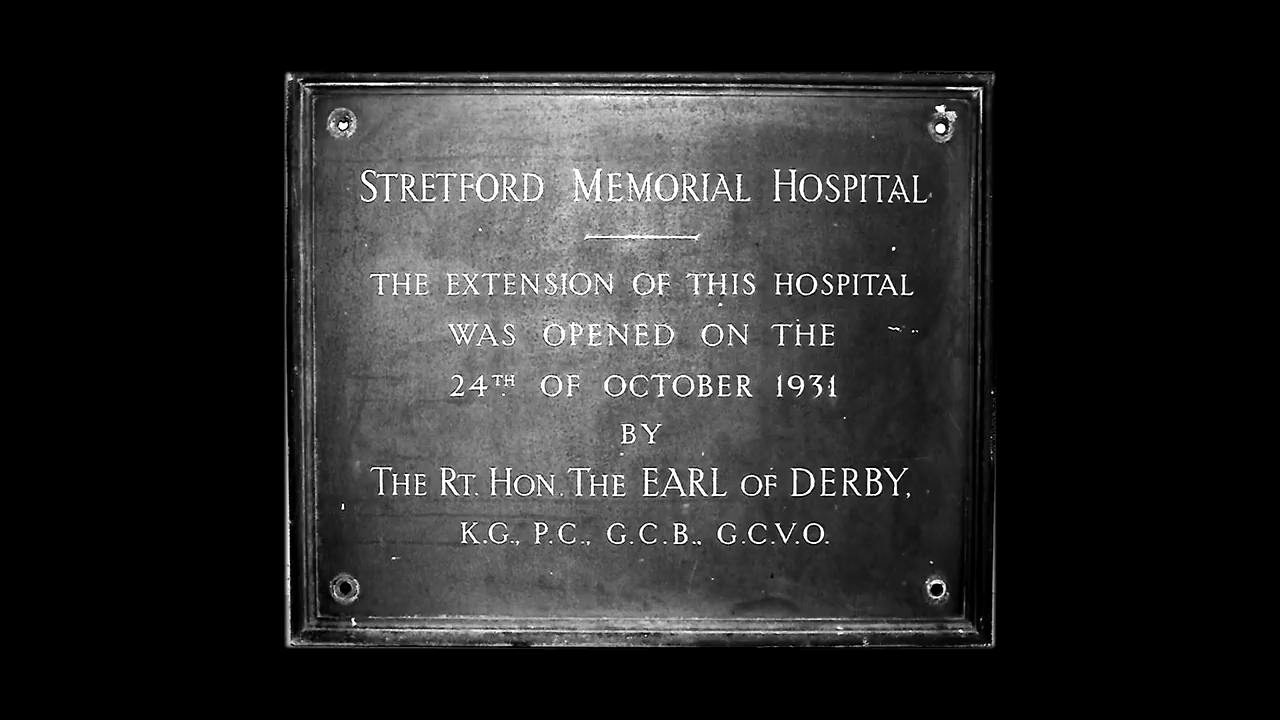 STRETFORD MEMORIAL HOSPITAL
THE EXTENSION OF THIS HOSPITAL
WAS OPENED ON THE
24TH OF OCTOBER 1931
BY
THE RT. HON. THE EARL OF DERBY,
K.G., P.C., G.C.B., G.C.V.O.